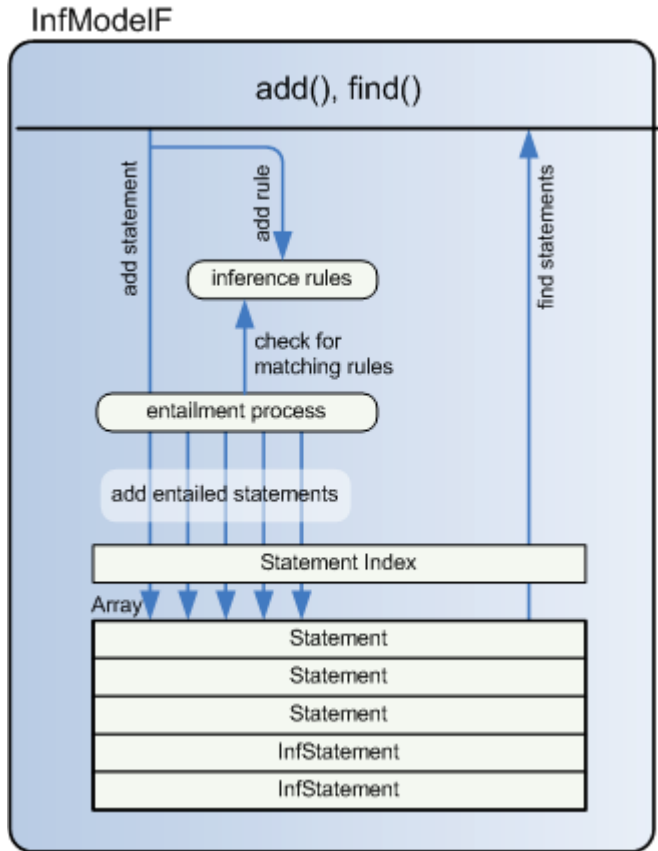 InfModelF
add(), find()
add statement
add rule
find statements
inference rules
check for
matching rules
entailment process
add entailed statements
Statement Index
Array
Statement
Statement
Statement
InfStatement
InfStatement